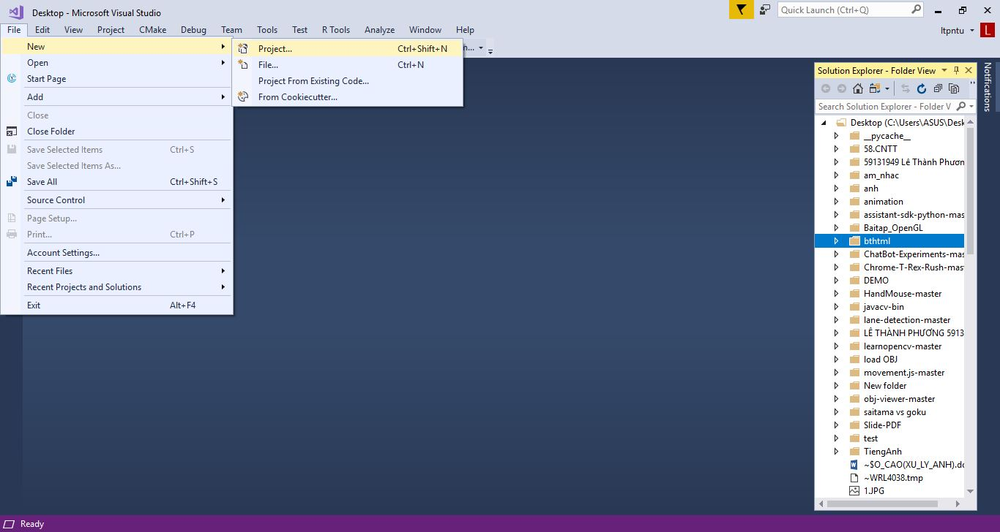 Desktop - Microsoft Visual Studio
Quick Launch (Ctrl+Q)
File Edit View Project CMake Debug Team Tools Test R Tools Analyze Window Help
ltpntu L
New
Project... Ctrl+Shift+N
n...
File... Ctrl+N
Project From Existing Code...
From Cookiecutter...
Open
Start Page
Add
Close
Close Folder
Save Selected Items Ctrl+S
Save Selected Items As...
Save All Ctrl+Shift+S
Source Control
Page Setup...
Print... Ctrl+P
Account Settings...
Recent Files
Recent Projects and Solutions
Exit Alt+F4
Solution Explorer - Folder View
Search Solution Explorer - Folder V
Desktop (C:\Users\ASUS\Desk
__pycache__
58.CNTT
59131949 Lê Thành Phươn
am_nhac
anh
animation
assistant-sdk-python-mas
Baitap_OpenGL
bthtml
ChatBot-Experiments-mas
Chrome-T-Rex-Rush-mast
DEMO
HandMouse-master
javacv-bin
lane-detection-master
LÊ THÀNH PHƯƠNG 5913
learnopencv-master
load OBJ
movement.js-master
New folder
obj-viewer-master
saitama vs goku
Slide-PDF
test
TiengAnh
~$O_CAO(XU_LY_ANH).do
~WRL4038.tmp
1.JPG
Notifications
Ready